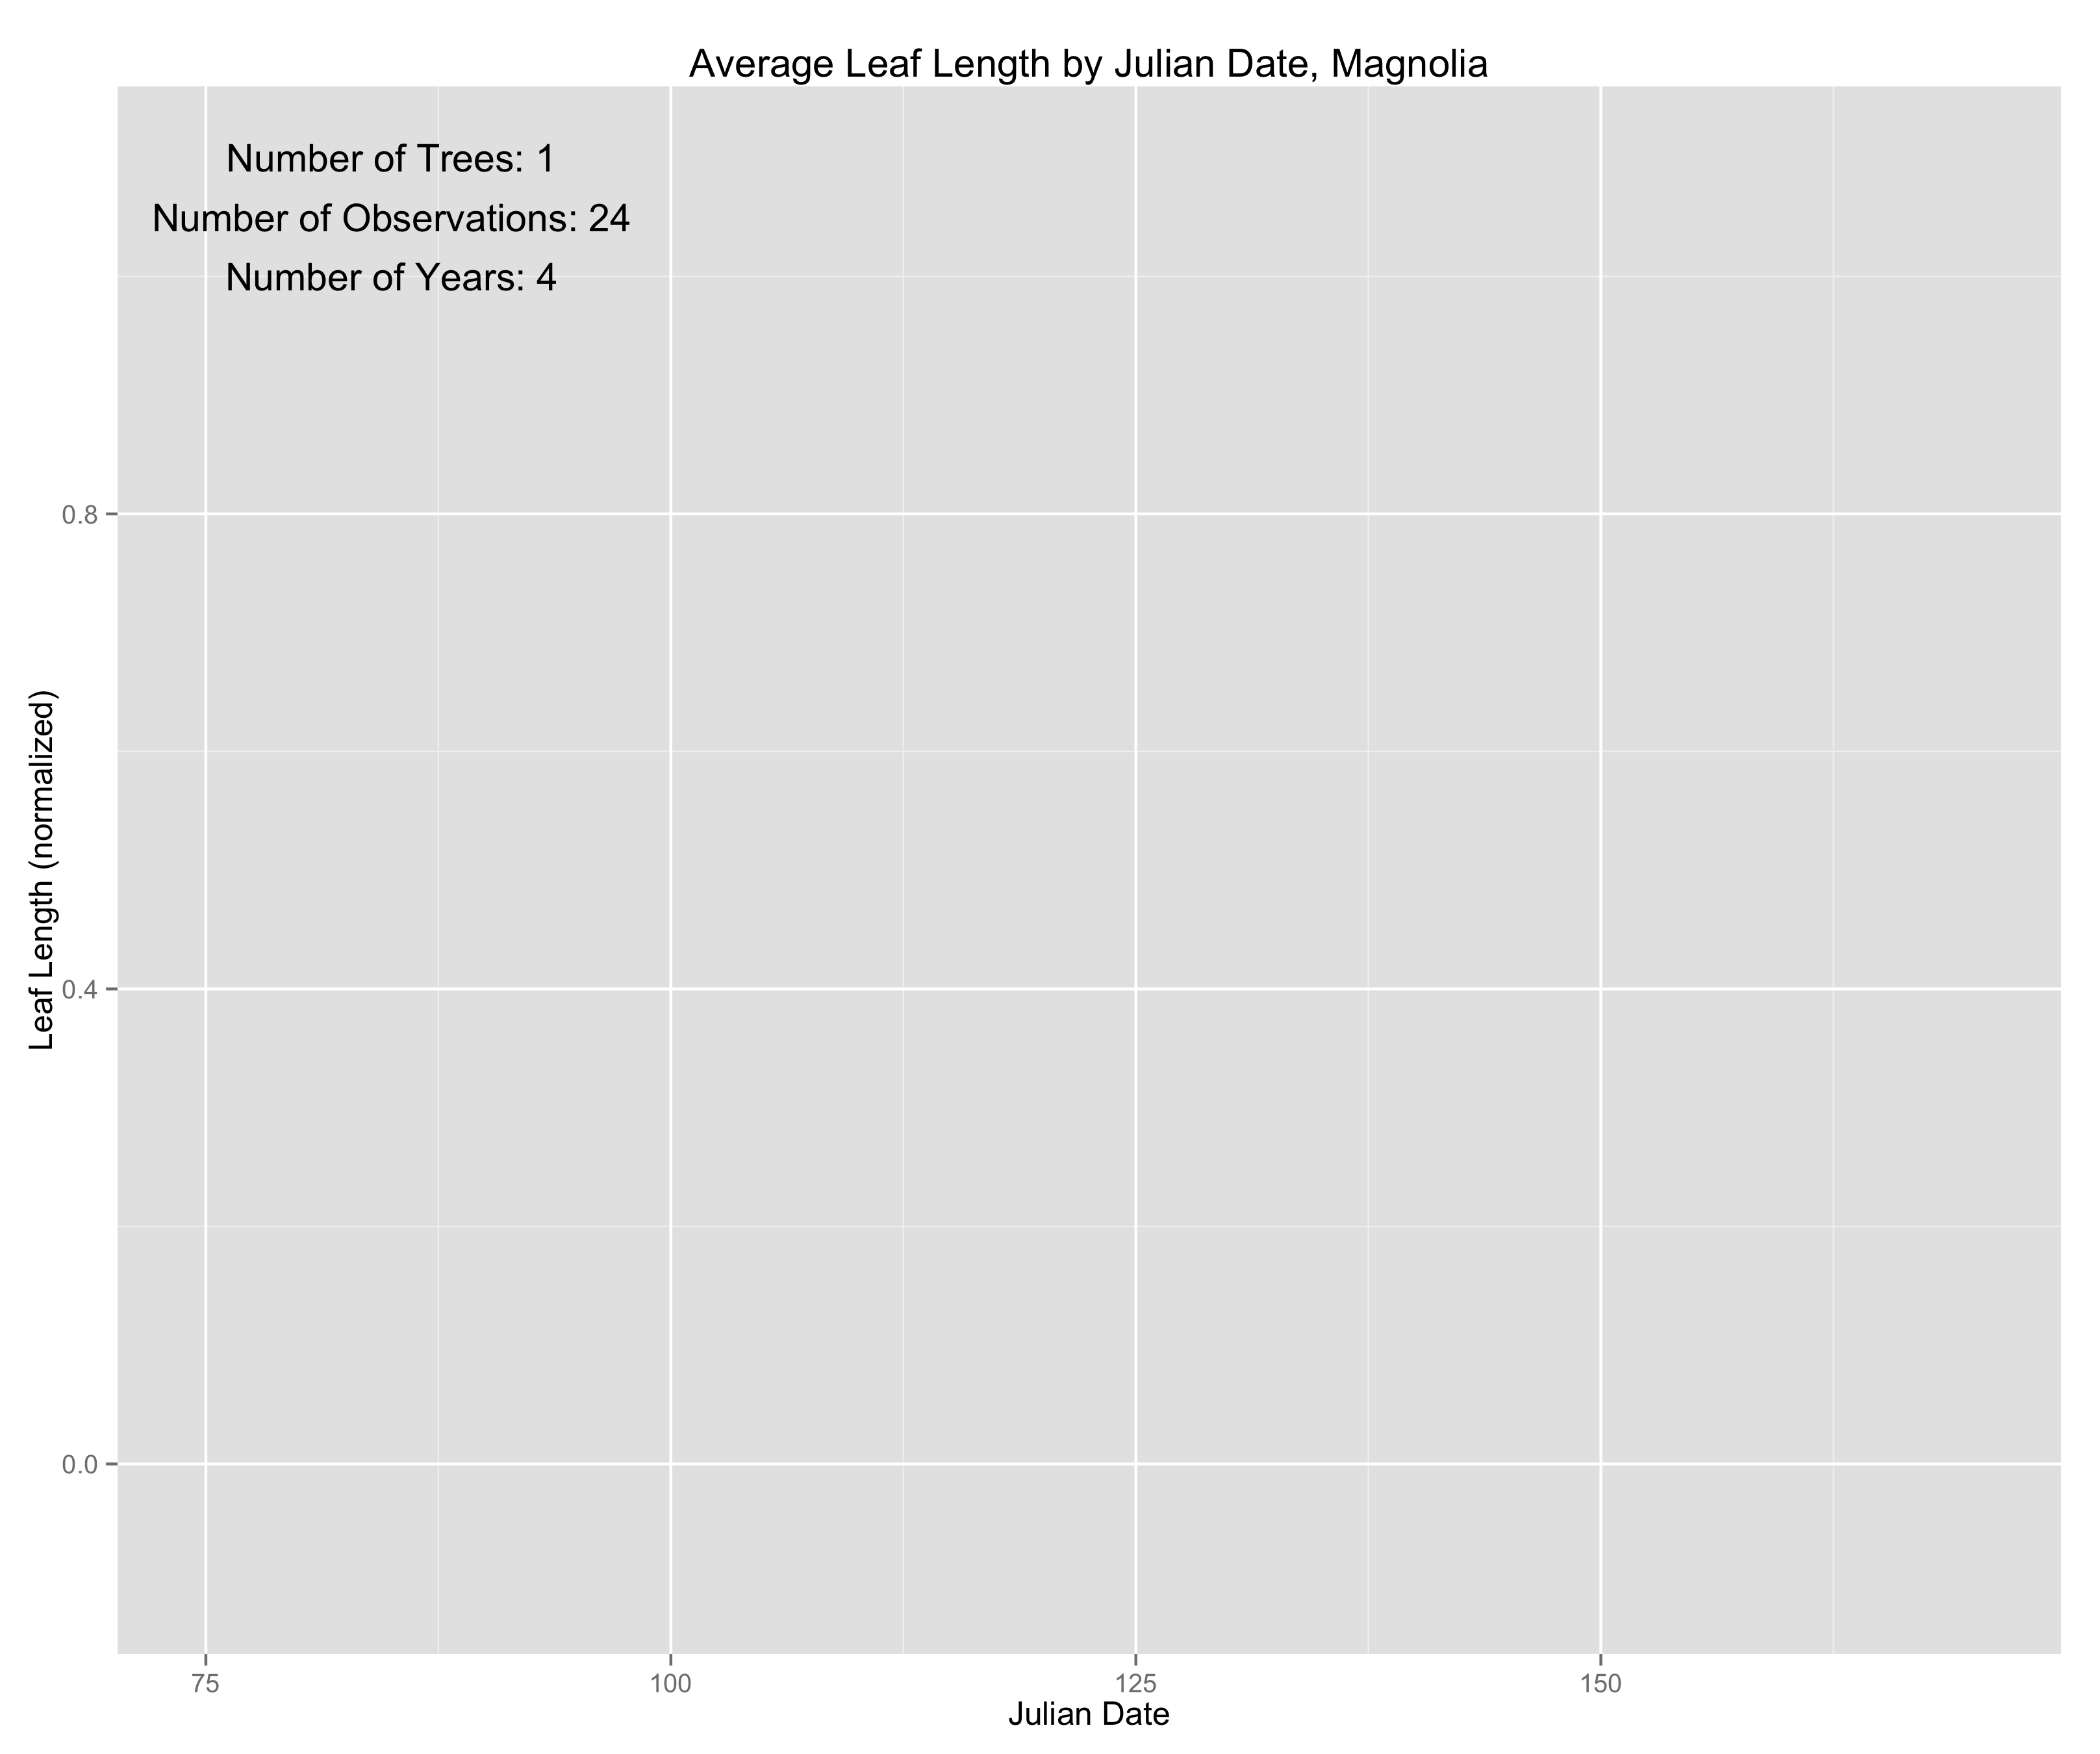 Average Leaf Length by Julian Date, Magnolia
Number of Trees: 1
Number of Observations: 24
Number of Years: 4
Leaf Length (normalized)
0.8
0.4
0.0
75 100 125 150
Julian Date